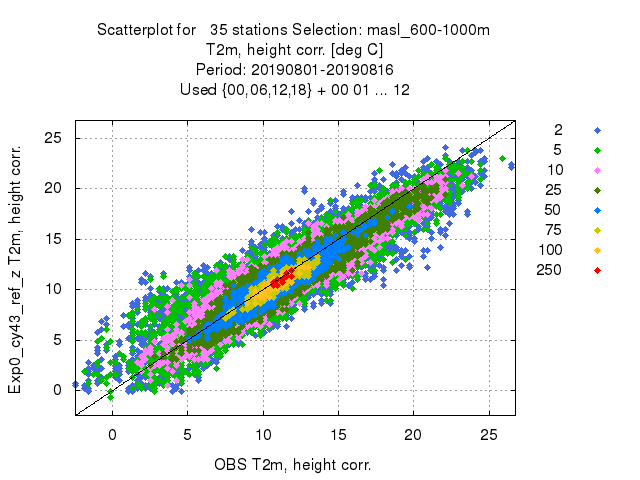 Scatterplot for 35 stations Selection: masl_600-1000m
T2m, height corr. [deg C]
Period: 20190801-20190816
Used {00,06,12,18} + 00 01 ... 12
Exp0_cy43_ref_z T2m, height corr.
25
20
15
10
5
0
0 5 10 15 20 25
OBS T2m, height corr.
2
5
10
25
50
75
100
250